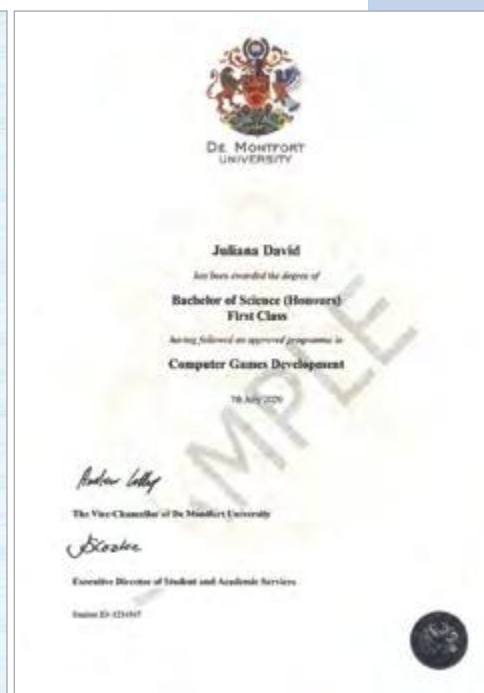 DE MONTFORT
UNIVERSITY
Juliana David
has been awarded the degree of
Bachelor of Science (Honours)
First Class
having followed an approved programme in
Computer Games Development
July
The Vice-Chancellor of De Montfort University
Executive Director of Student and Academic Services